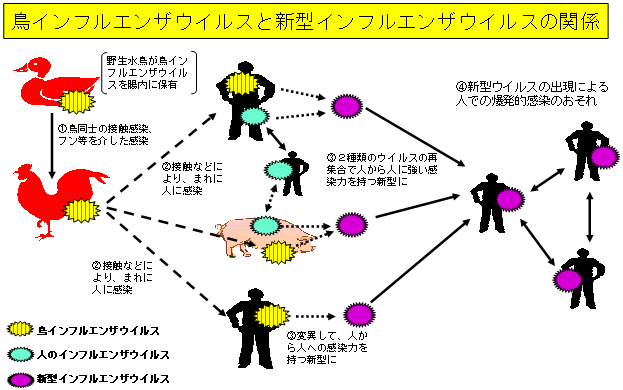 鳥インフルエンザウイルスと新型インフルエンザウイルスの関係
野生水鳥が鳥イン
フルエンザウイル
スを腸内に保有
①鳥同士の接触感染、
フン等を介した感染
②接触などに
より、まれに
人に感染
③２種類のウイルスの再
集合で人から人に強い感
染力を持つ新型に
④新型ウイルスの出現による
人での爆発的感染のおそれ
②接触などに
より、まれに
人に感染
③変異して、人か
ら人への感染力を
持つ新型に
鳥インフルエンザウイルス
人のインフルエンザウイルス
新型インフルエンザウイルス